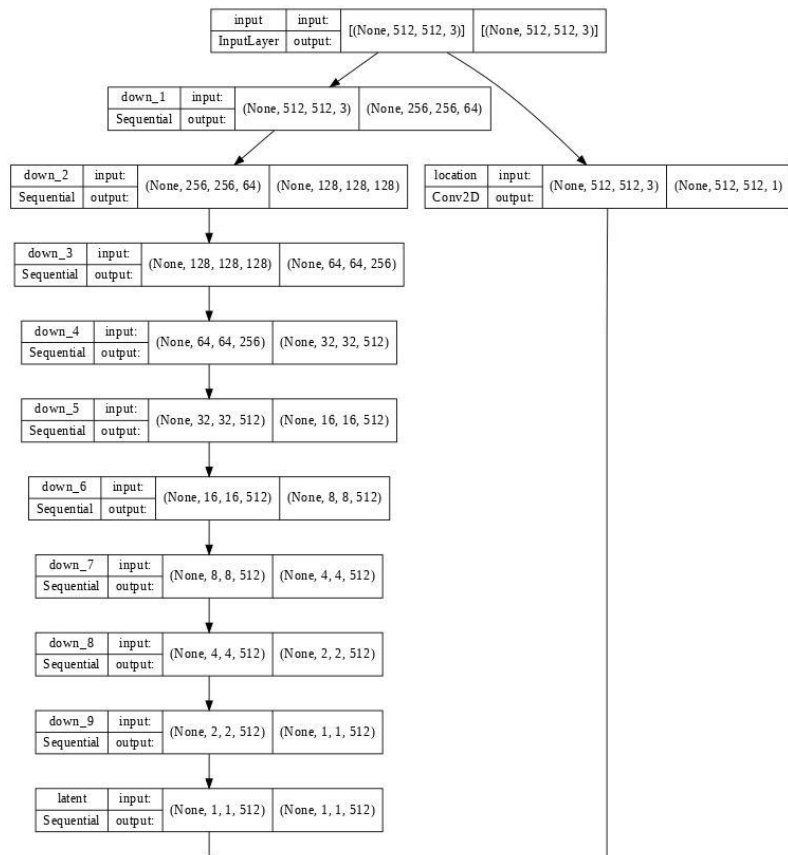 input input: [(None, 512, 512, 3)] [(None, 512, 512, 3)]
InputLayer output:
down_1 input: (None, 512, 512, 3) (None, 256, 256, 64)
Sequential output:
down_2 input: (None, 256, 256, 64) (None, 128, 128, 128)
Sequential output:
location input: (None, 512, 512, 3) (None, 512, 512, 1)
Conv2D output:
down_3 input: (None, 128, 128, 128) (None, 64, 64, 256)
Sequential output:
down_4 input: (None, 64, 64, 256) (None, 32, 32, 512)
Sequential output:
down_5 input: (None, 32, 32, 512) (None, 16, 16, 512)
Sequential output:
down_6 input: (None, 16, 16, 512) (None, 8, 8, 512)
Sequential output:
down_7 input: (None, 8, 8, 512) (None, 4, 4, 512)
Sequential output:
down_8 input: (None, 4, 4, 512) (None, 2, 2, 512)
Sequential output:
down_9 input: (None, 2, 2, 512) (None, 1, 1, 512)
Sequential output:
latent input: (None, 1, 1, 512) (None, 1, 1, 512)
Sequential output: